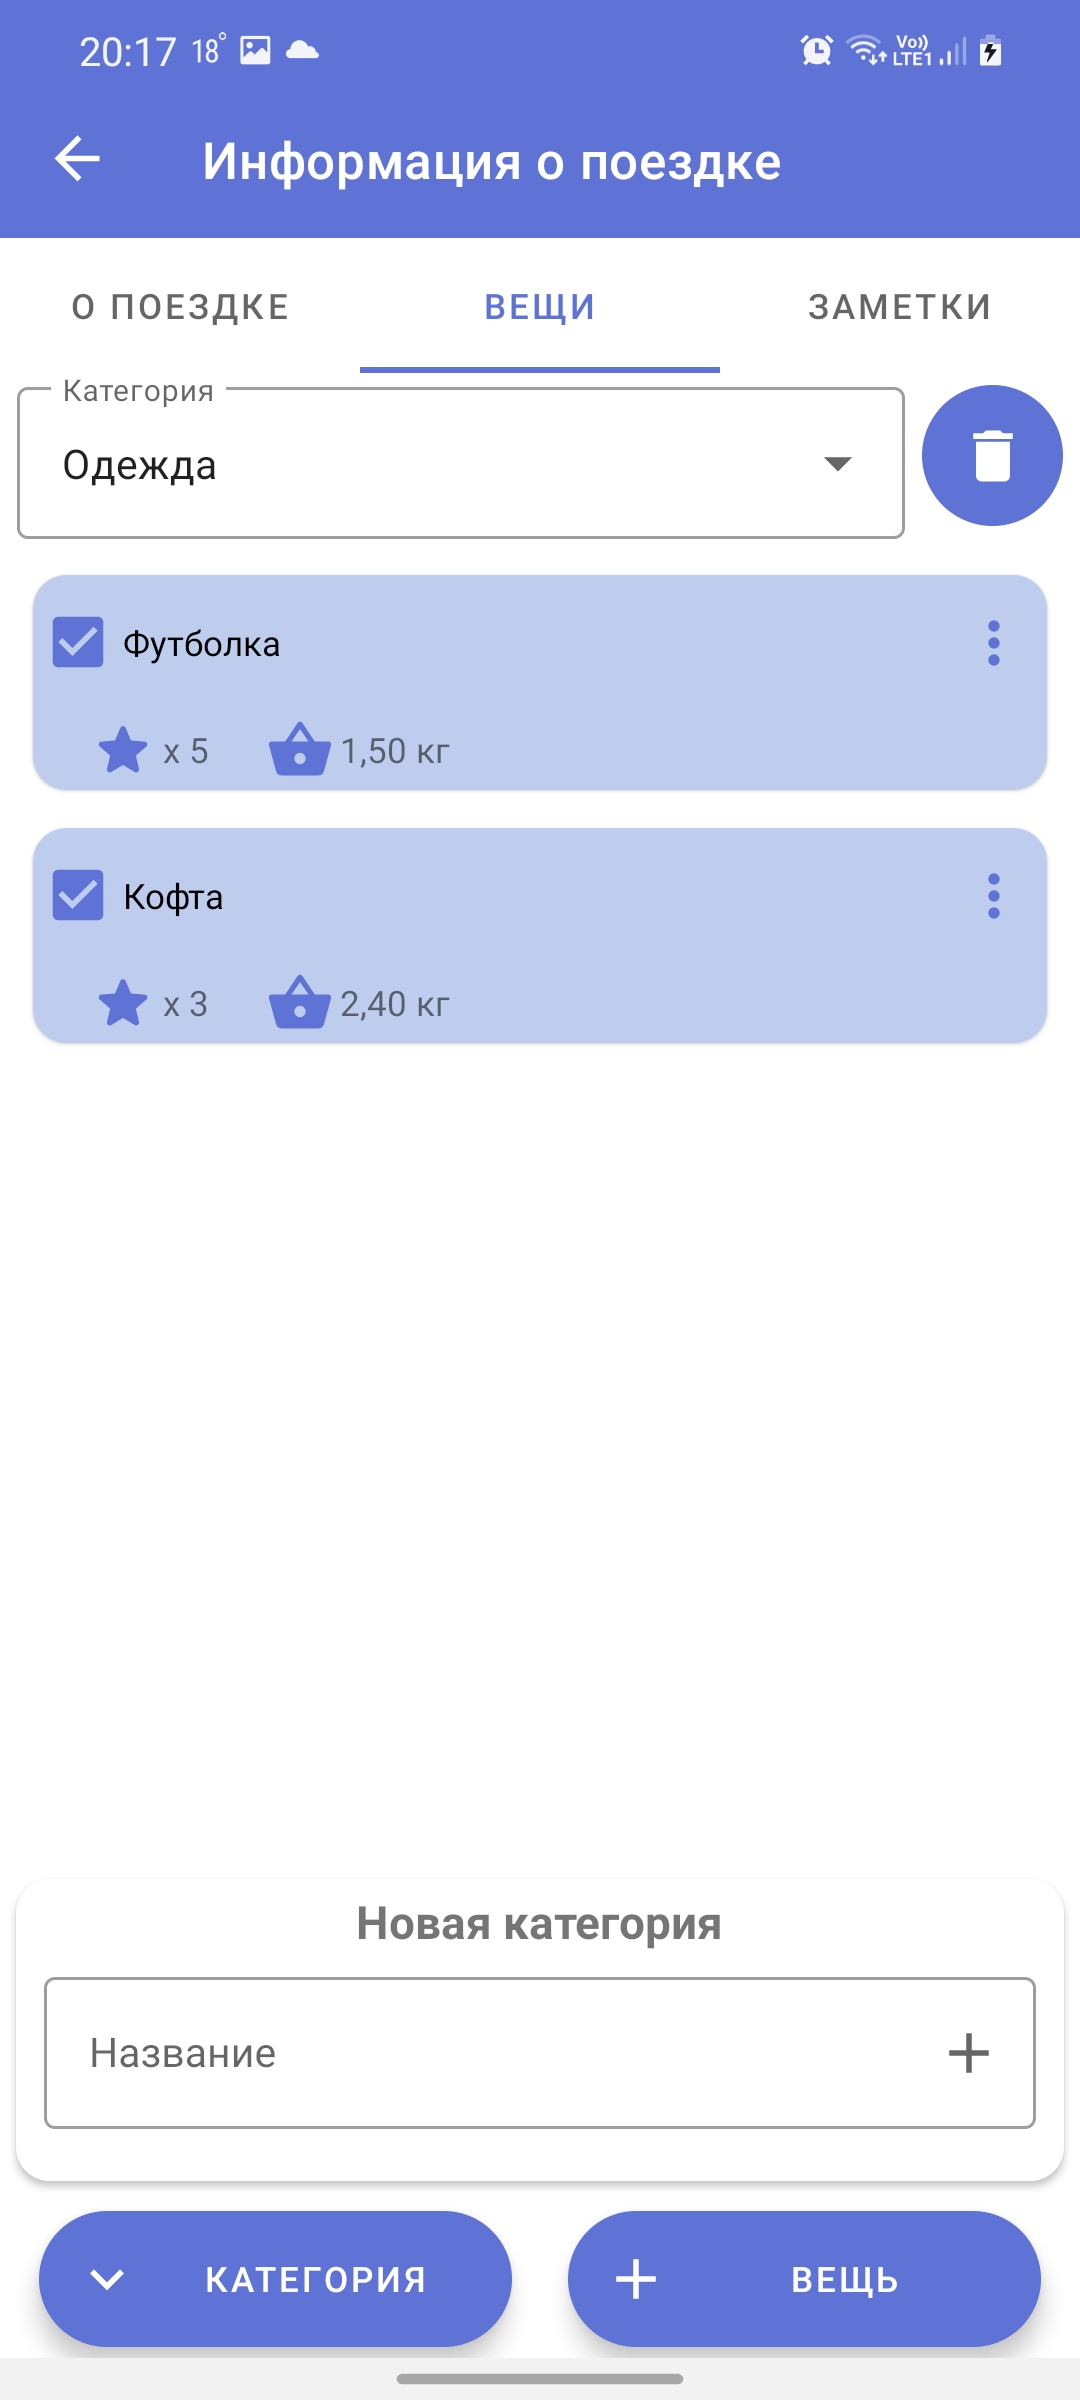 20:17 18° Vo)) LTE1
Информация о поездке
О ПОЕЗДКЕ ВЕЩИ ЗАМЕТКИ
Категория
Одежда
Футболка
x 5 1,50 кг
Кофта
x 3 2,40 кг
Новая категория
Название
КАТЕГОРИЯ ВЕЩЬ